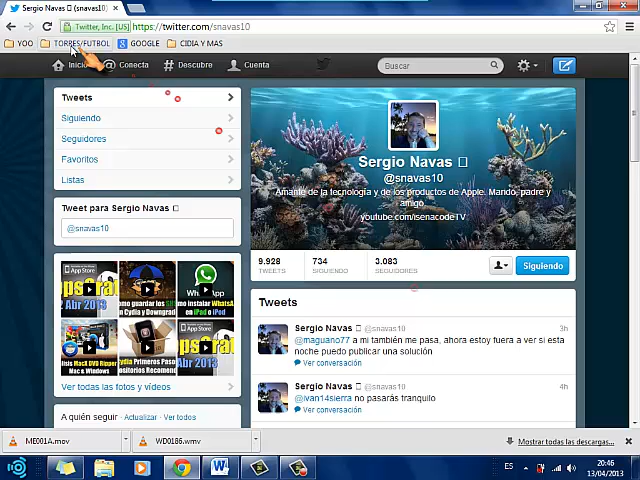 Sergio Navas (snavas10)
Twitter, Inc. [US] https://twitter.com/snavas10
YOO TORRES/FUTBOL GOOGLE CIDIA Y MAS
Inicio @ Conecta # Descubre Cuenta Buscar
Tweets
Siguiendo
Seguidores
Favoritos
Listas
Tweet para Sergio Navas
@snavas10
Ver todas las fotos y vídeos
A quién seguir · Actualizar · Ver todos
Sergio Navas
@snavas10
Amante de la tecnología y de los productos de Apple. Marido, padre y
amigo
youtube.com/isenacodeTV
9.928 734 3.083
TWEETS SIGUIENDO SEGUIDORES
Siguiendo
Tweets
Sergio Navas @snavas10 3h
@maguano77 a mi también me pasa, ahora estoy fuera a ver si esta
noche puedo publicar una solución
Ver conversación
Sergio Navas @snavas10 4h
@ivan14sierra no pasarás tranquilo
Ver conversación
ME001A.mov WD0186.wmv Mostrar todas las descargas...
ES 20:46
13/04/2013